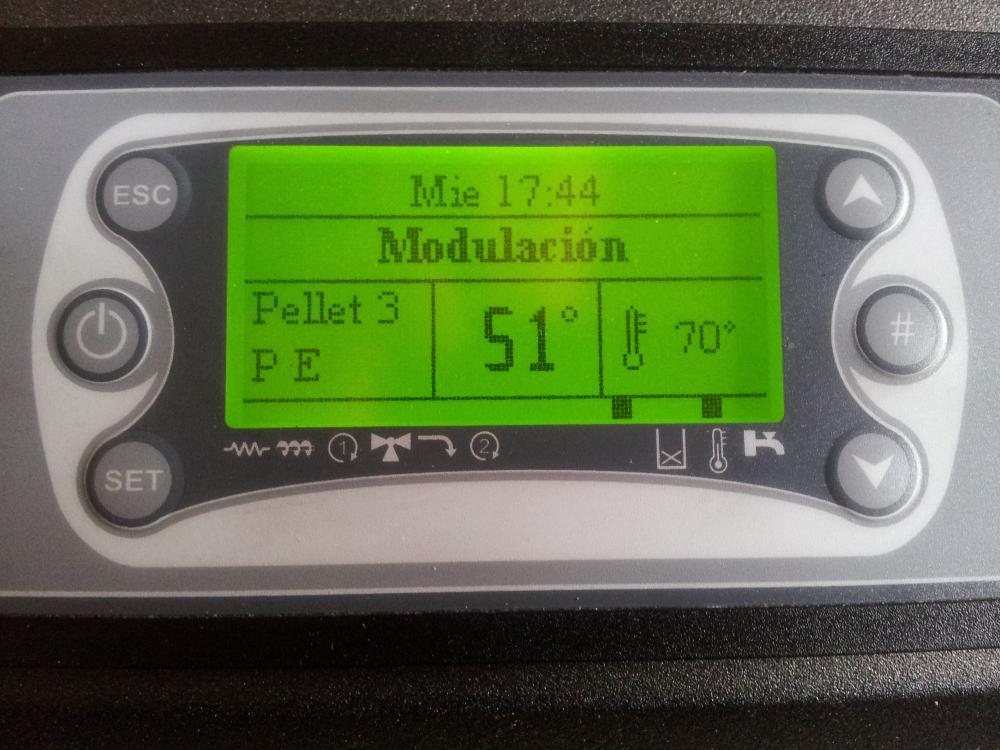 Mie 17:44
Modulación
Pellet 3
P E
51°
70°
ESC
SET
#
1
2